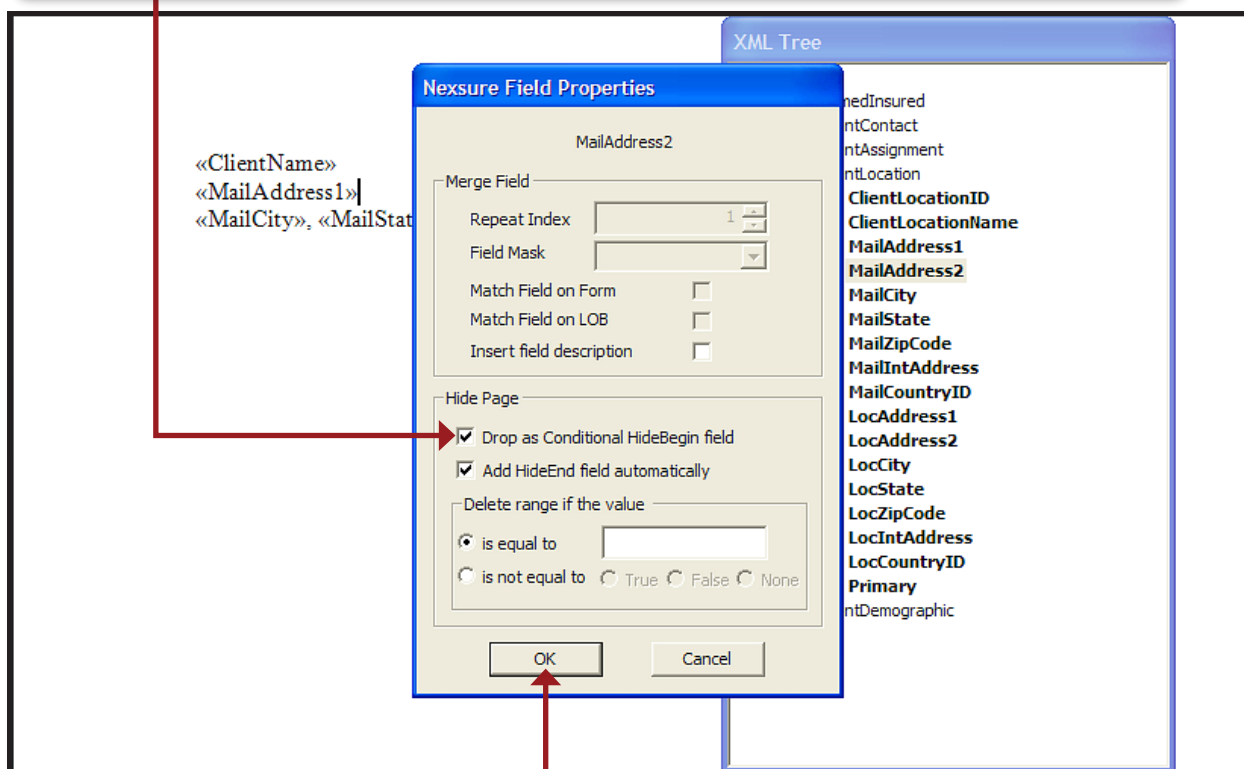 XML Tree
Nexsure Field Properties
MailAddress2
«ClientName»
«MailAddress1»
«MailCity», «MailStat
Merge Field
Repeat Index 1
Field Mask
Match Field on Form
Match Field on LOB
Insert field description
Hide Page
Drop as Conditional HideBegin field
Add HideEnd field automatically
Delete range if the value
is equal to
is not equal to True False None
OK Cancel
medInsured
ntContact
ntAssignment
ntLocation
ClientLocationID
ClientLocationName
MailAddress1
MailAddress2
MailCity
MailState
MailZipCode
MailIntAddress
MailCountryID
LocAddress1
LocAddress2
LocCity
LocState
LocZipCode
LocIntAddress
LocCountryID
Primary
ntDemographic